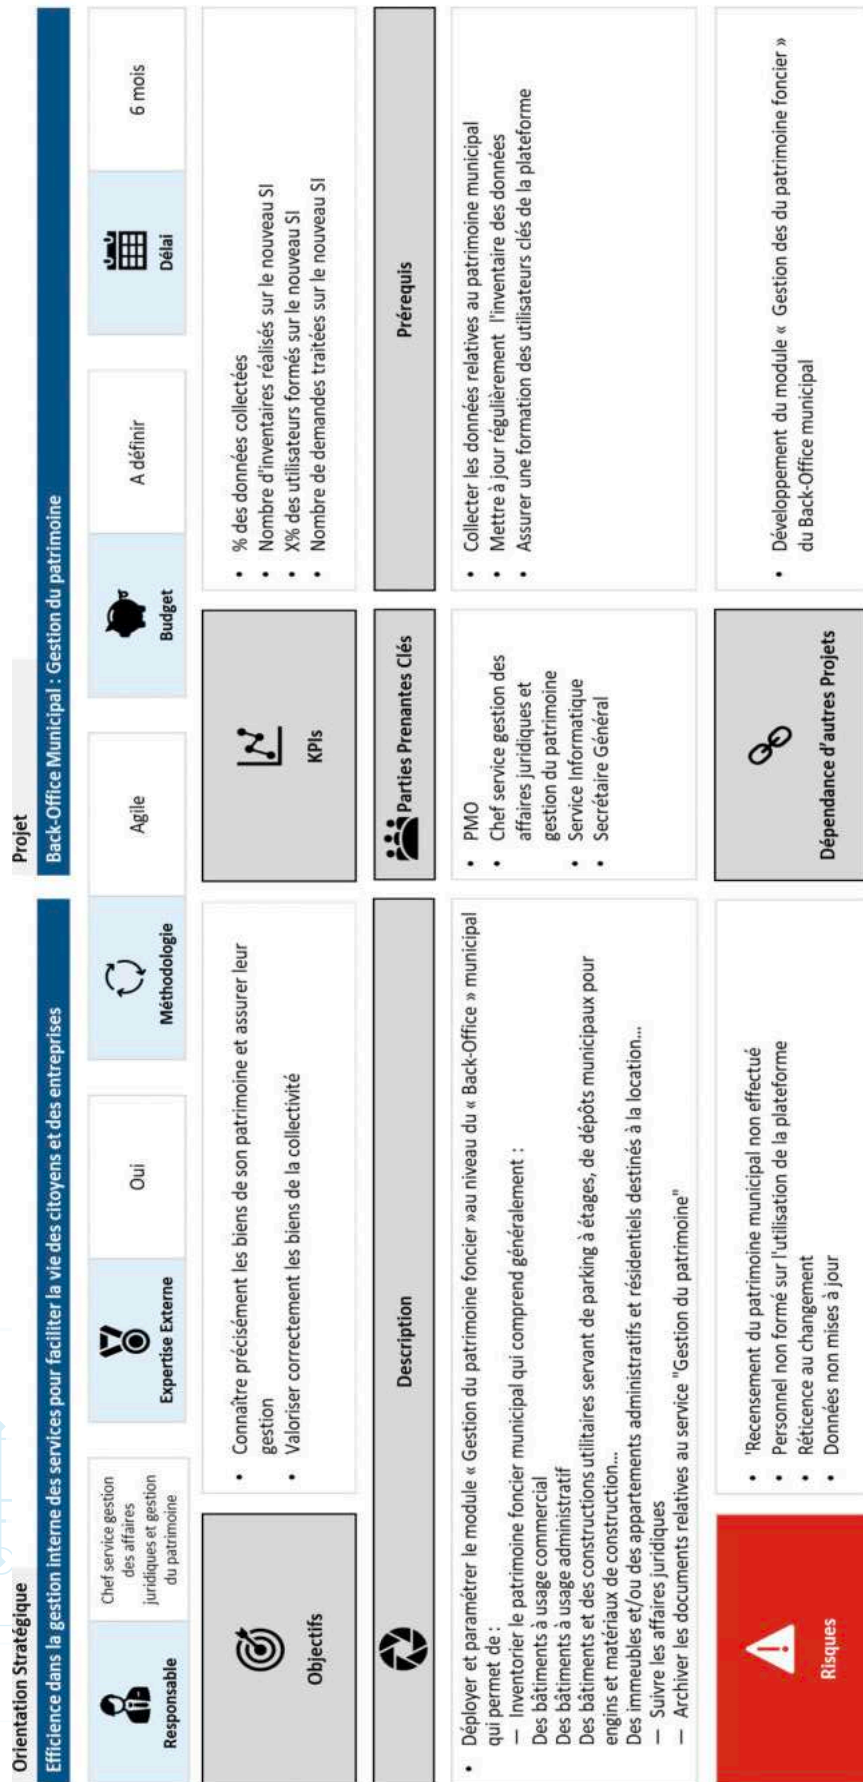 Orientation Stratégique
Projet
Efficience dans la gestion interne des services pour faciliter la vie des citoyens et des entreprises
Back-Office Municipal : Gestion du patrimoine
Responsable
Chef service gestion
des affaires
juridiques et gestion
du patrimoine
Expertise Externe
Oui
Méthodologie
Agile
Budget
A définir
Délai
6 mois
Objectifs
• Connaître précisément les biens de son patrimoine et assurer leur
gestion
• Valoriser correctement les biens de la collectivité
KPIs
• % des données collectées
• Nombre d'inventaires réalisés sur le nouveau SI
• X% des utilisateurs formés sur le nouveau SI
• Nombre de demandes traitées sur le nouveau SI
Description
Parties Prenantes Clés
Prérequis
• Déployer et paramétrer le module « Gestion du patrimoine foncier »au niveau du « Back-Office » municipal
qui permet de :
— Inventorier le patrimoine foncier municipal qui comprend généralement :
Des bâtiments à usage commercial
Des bâtiments à usage administratif
Des bâtiments et des constructions utilitaires servant de parking à étages, de dépôts municipaux pour
engins et matériaux de construction...
Des immeubles et/ou des appartements administratifs et résidentiels destinés à la location...
— Suivre les affaires juridiques
— Archiver les documents relatives au service "Gestion du patrimoine"
• PMO
• Chef service gestion des
affaires juridiques et
gestion du patrimoine
• Service Informatique
• Secrétaire Général
• Collecter les données relatives au patrimoine municipal
• Mettre à jour régulièrement l'inventaire des données
• Assurer une formation des utilisateurs clés de la plateforme
Risques
• 'Recensement du patrimoine municipal non effectué
• Personnel non formé sur l'utilisation de la plateforme
• Réticence au changement
• Données non mises à jour
Dépendance d'autres Projets
• Développement du module « Gestion des du patrimoine foncier »
du Back-Office municipal